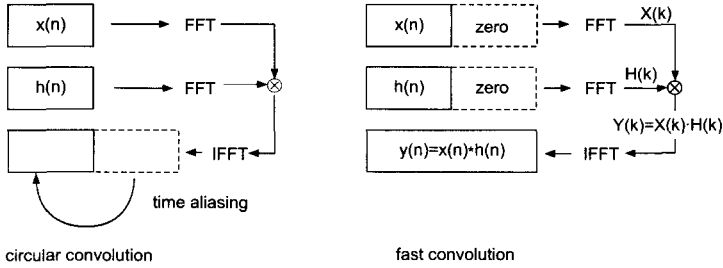 x(n)
FFT
h(n)
FFT
IFFT
time aliasing
circular convolution
x(n)
zero
FFT
X(k)
h(n)
zero
FFT
H(k)
Y(k)=X(k)·H(k)
y(n)=x(n)*h(n)
IFFT
fast convolution